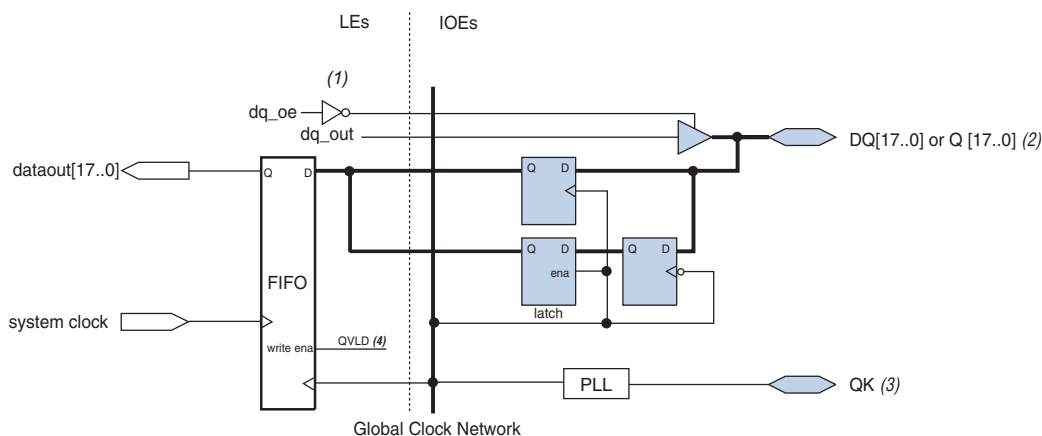 LEs
IOEs
(1)
dq_oe
dq_out
DQ[17..0] or Q [17..0] (2)
dataout[17..0]
Q
D
Q
D
Q
D
ena
latch
Q
D
FIFO
system clock
write ena
QVLD (4)
PLL
QK (3)
Global Clock Network